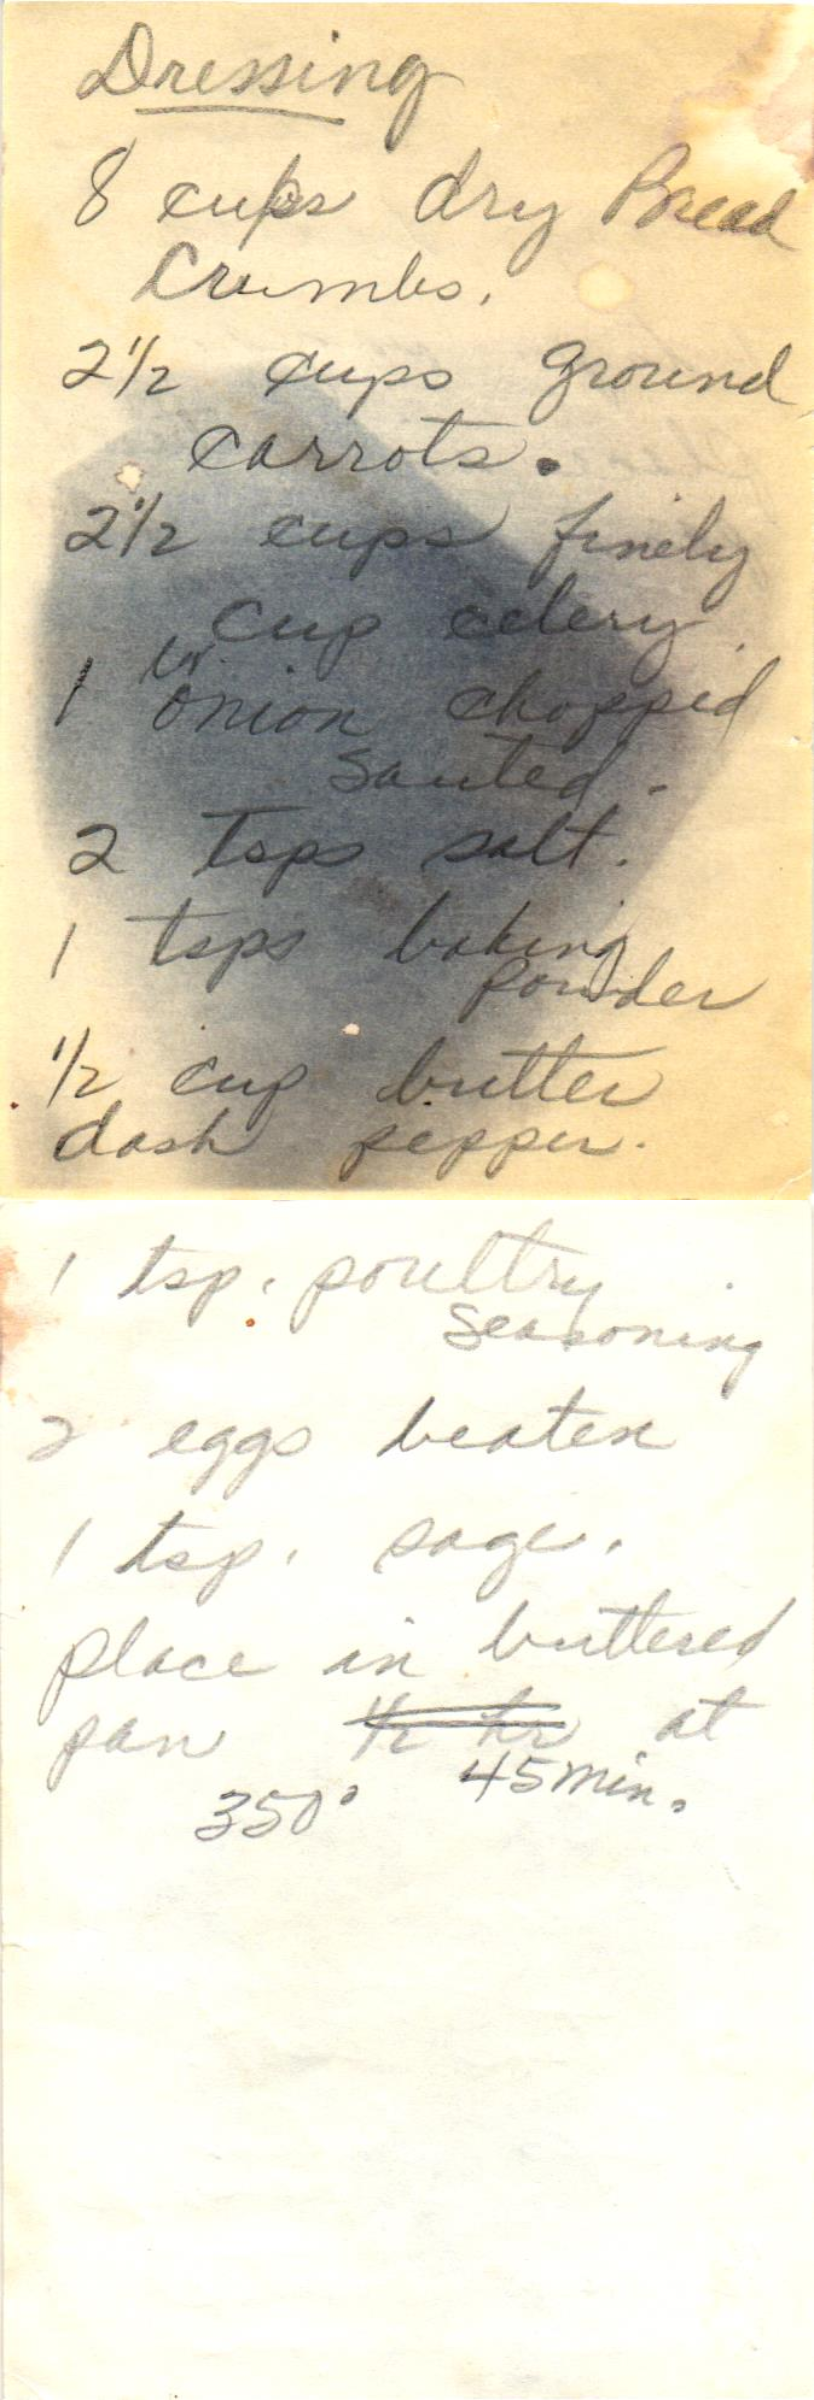 Dressing
8 cups dry Bread
Crumbs.
2½ cups ground
carrots.
2½ cups finely
cup celery.
1 onion chopped
sauted.
2 Tsps salt.
1 tsps baking
powder
½ cup butter
dash pepper.
1 tsp. poultry
seasoning
2 eggs beaten
1 tsp. sage.
place in buttered
pan ½ hr at
350° 45 min.